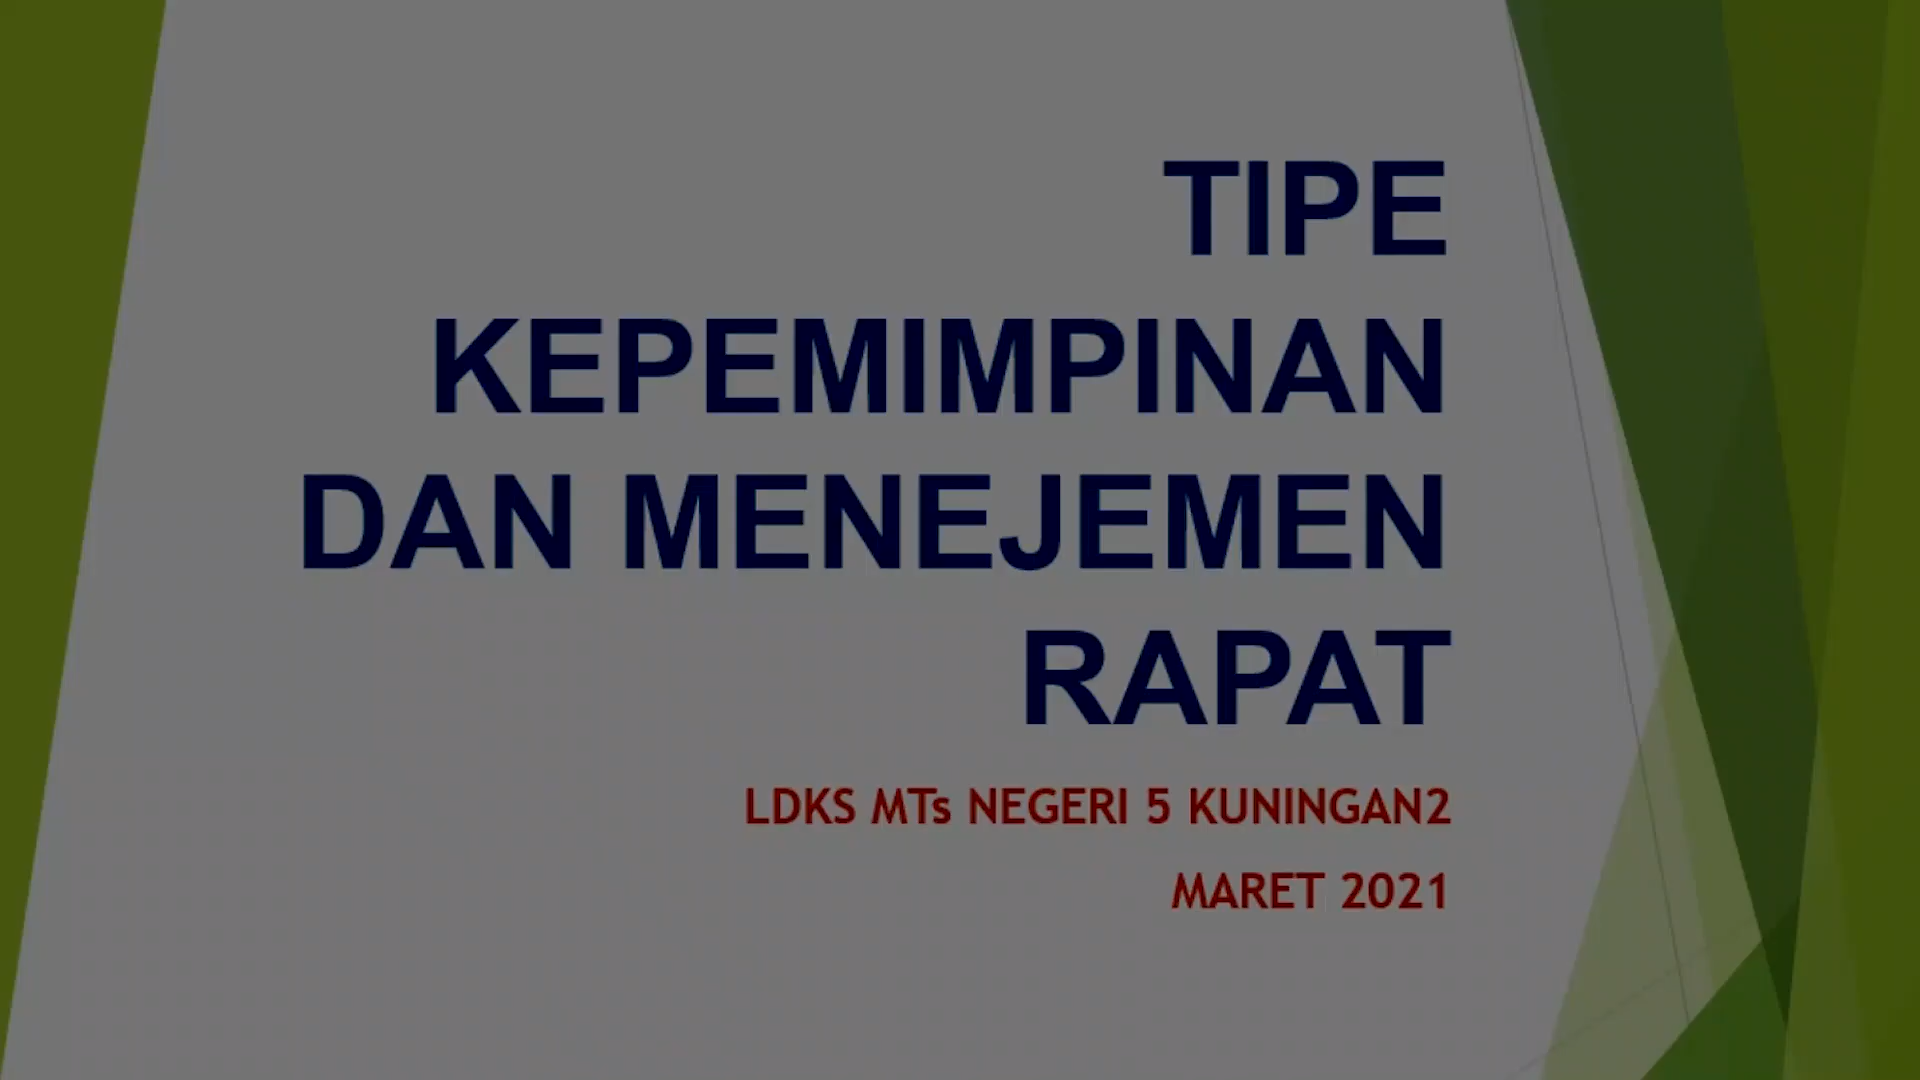 TIPE
KEPEMIMPINAN
DAN MENEJEMEN
RAPAT
LDKS MTs NEGERI 5 KUNINGAN2
MARET 2021